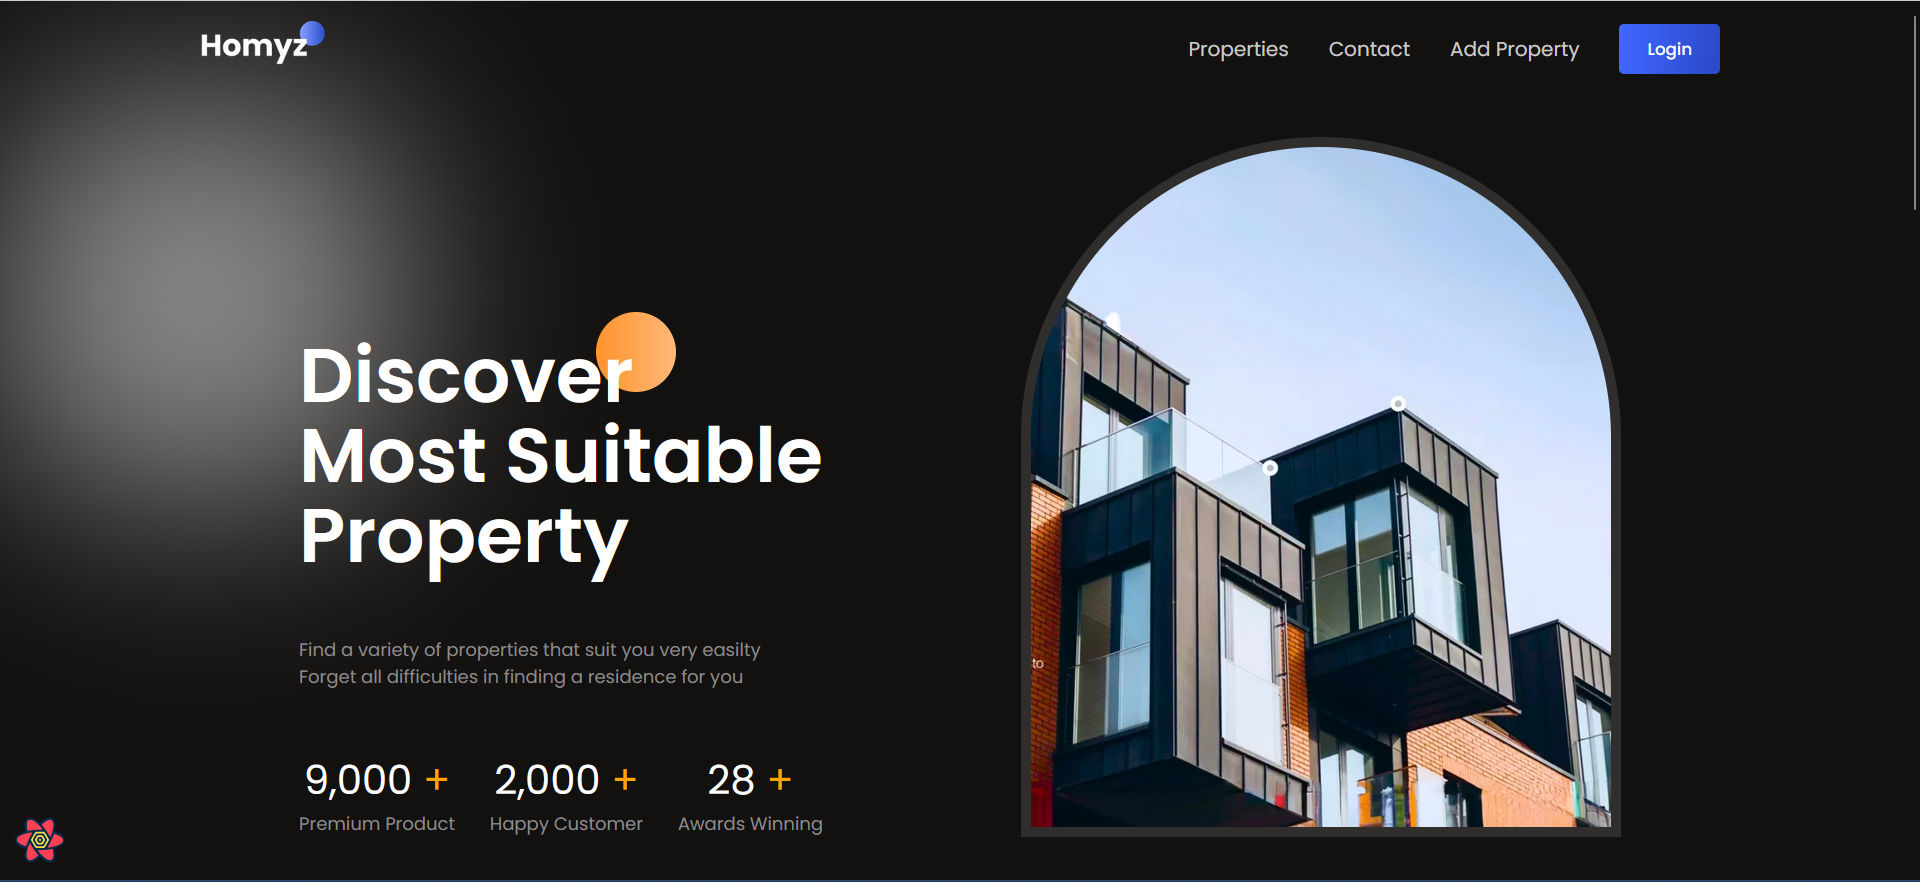 Homyz
Properties
Contact
Add Property
Login
Discover
Most Suitable
Property
Find a variety of properties that suit you very easilty
Forget all difficulties in finding a residence for you
to
9,000 +
2,000 +
28 +
Premium Product
Happy Customer
Awards Winning